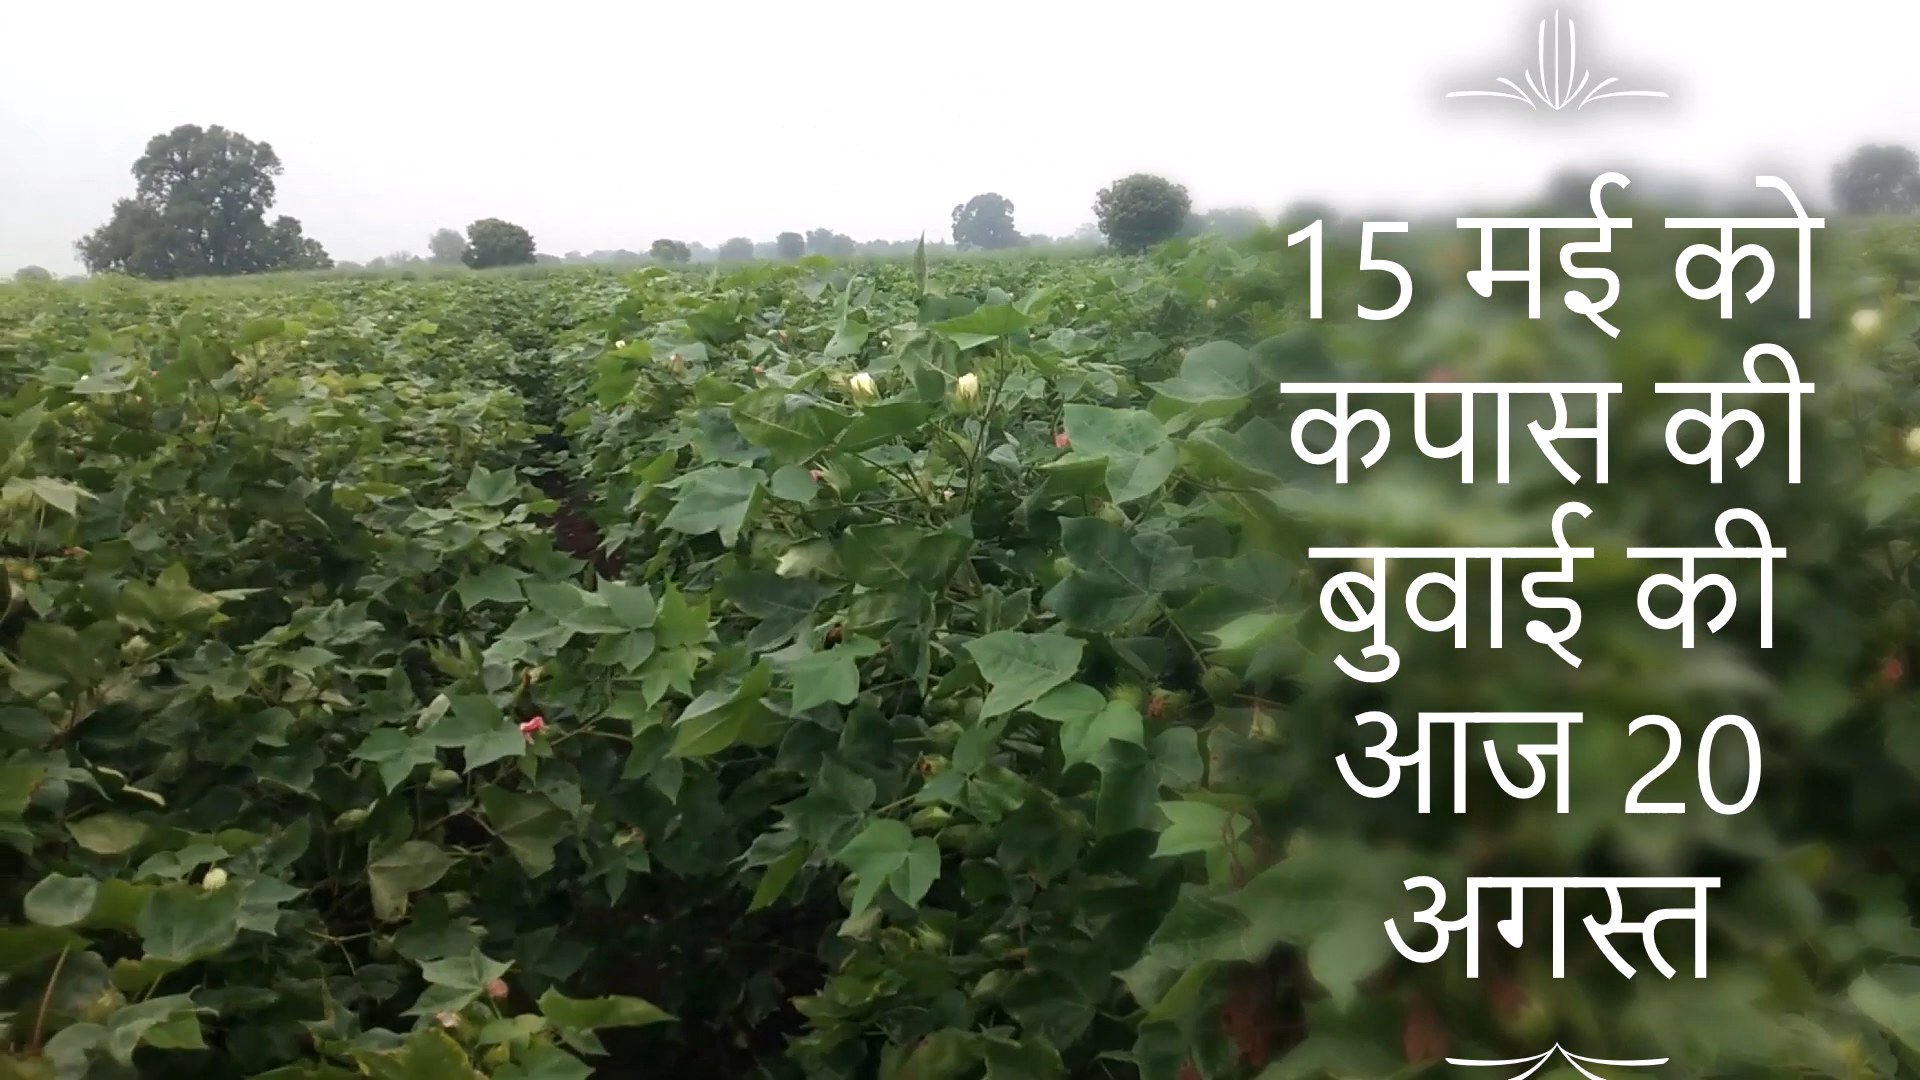 15 मई को
कपास की
बुवाई की
आज 20
अगस्त